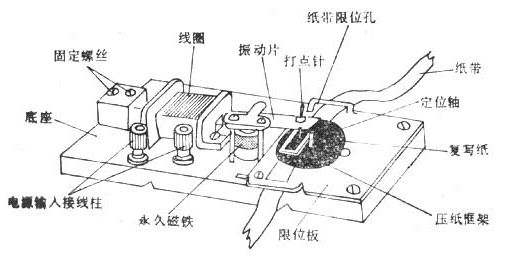 纸带限位孔
线圈
振动片
打点针
固定螺丝
纸带
定位轴
底座
复写纸
电源输入接线柱
永久磁铁
压纸框架
限位板